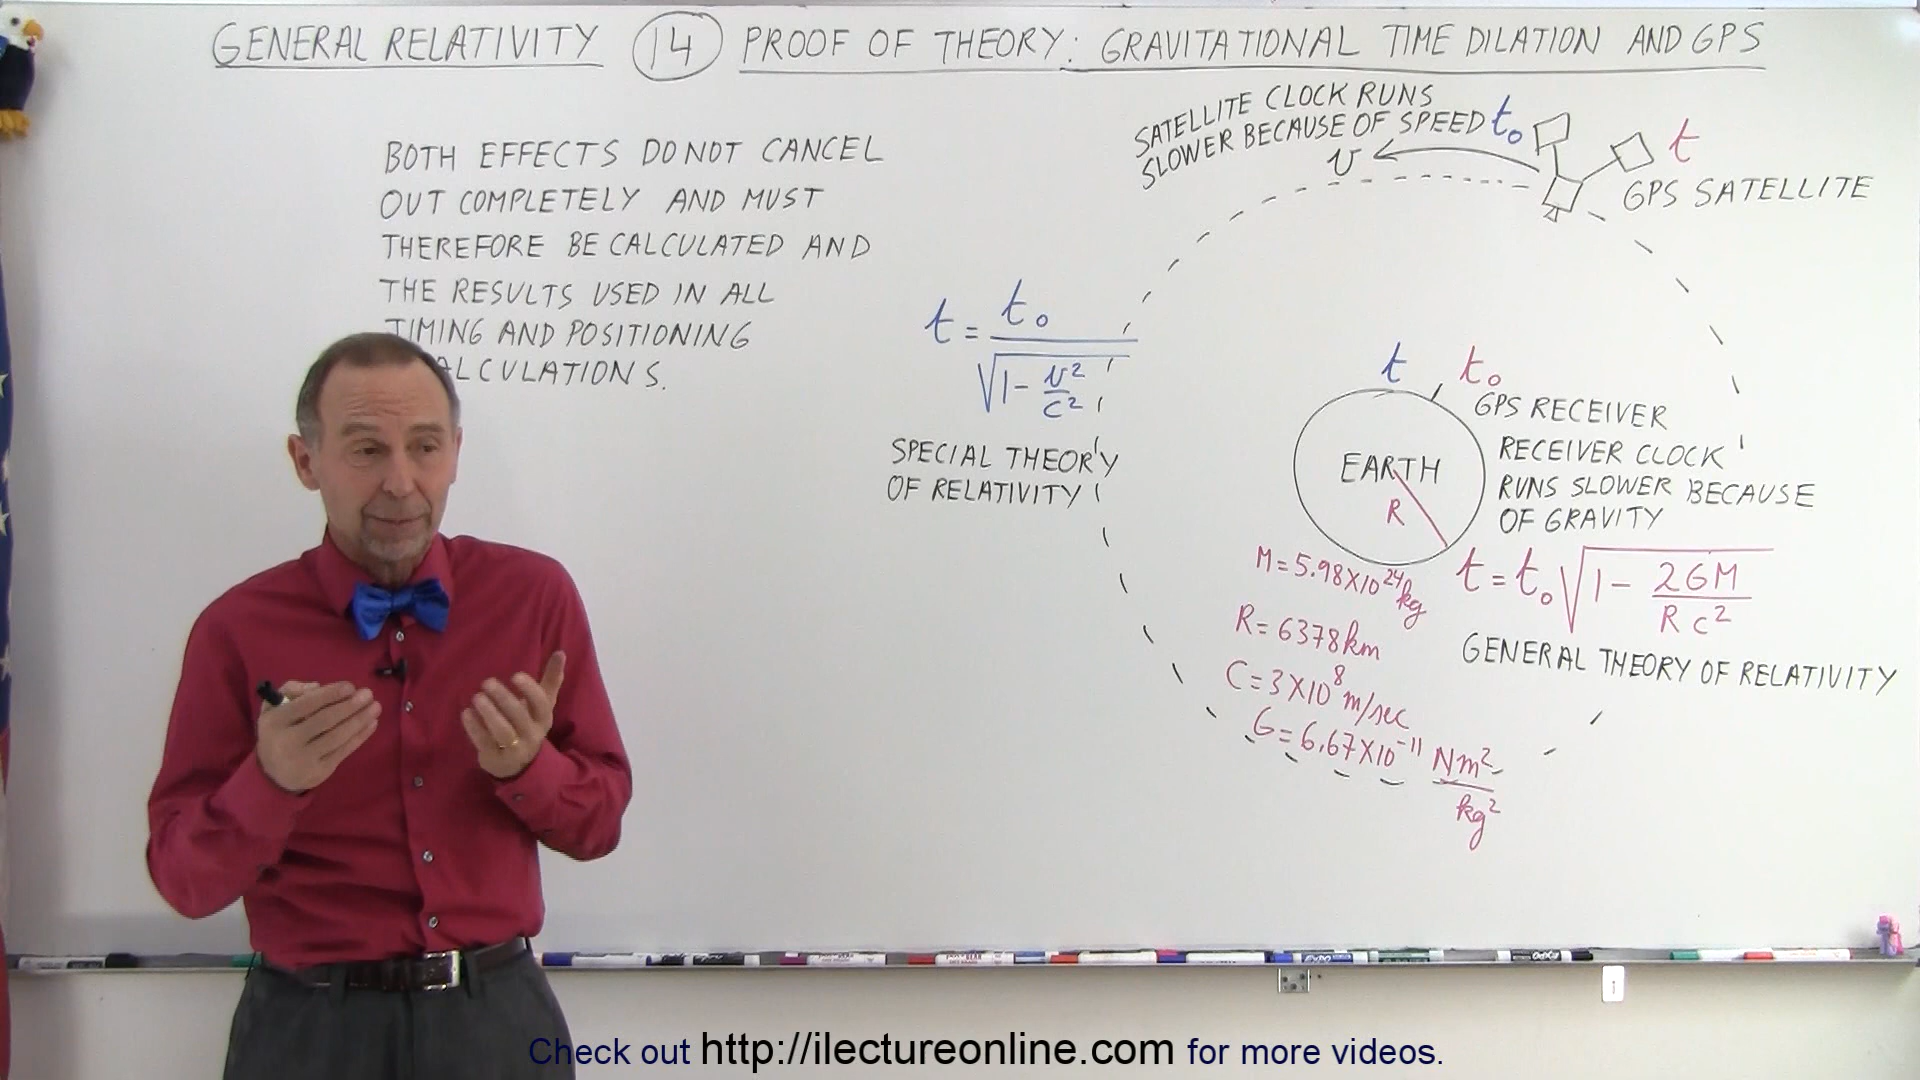 GENERAL RELATIVITY 14 PROOF OF THEORY: GRAVITATIONAL TIME DILATION AND GPS
BOTH EFFECTS DO NOT CANCEL
OUT COMPLETELY AND MUST
THEREFORE BE CALCULATED AND
THE RESULTS USED IN ALL
TIMING AND POSITIONING
ALCULATIONS.
SATELLITE CLOCK RUNS
SLOWER BECAUSE OF SPEED t₀
v
t
GPS SATELLITE
t = t₀ / √(1 - v²/c²)
SPECIAL THEORY
OF RELATIVITY
t t₀
GPS RECEIVER
RECEIVER CLOCK
RUNS SLOWER BECAUSE
OF GRAVITY
EARTH
R
t = t₀ √(1 - 2GM/Rc²)
GENERAL THEORY OF RELATIVITY
M = 5.98 X 10²⁴ kg
R = 6378 km
C = 3 X 10⁸ m/sec
G = 6.67 X 10⁻¹¹ Nm²/kg²
Check out http://ilectureonline.com for more videos.